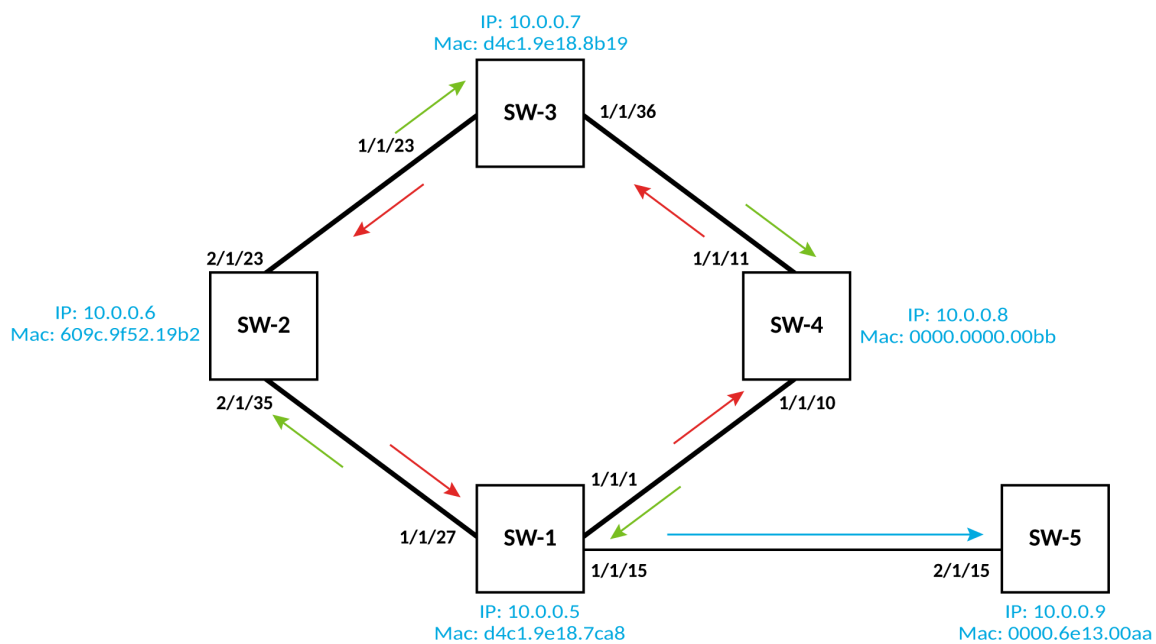 IP: 10.0.0.7
Mac: d4c1.9e18.8b19
SW-3
1/1/36
1/1/23
2/1/23
1/1/11
IP: 10.0.0.6
Mac: 609c.9f52.19b2
SW-2
SW-4
IP: 10.0.0.8
Mac: 0000.0000.00bb
2/1/35
1/1/10
1/1/1
1/1/27
SW-1
SW-5
1/1/15
2/1/15
IP: 10.0.0.5
Mac: d4c1.9e18.7ca8
IP: 10.0.0.9
Mac: 0000.6e13.00aa